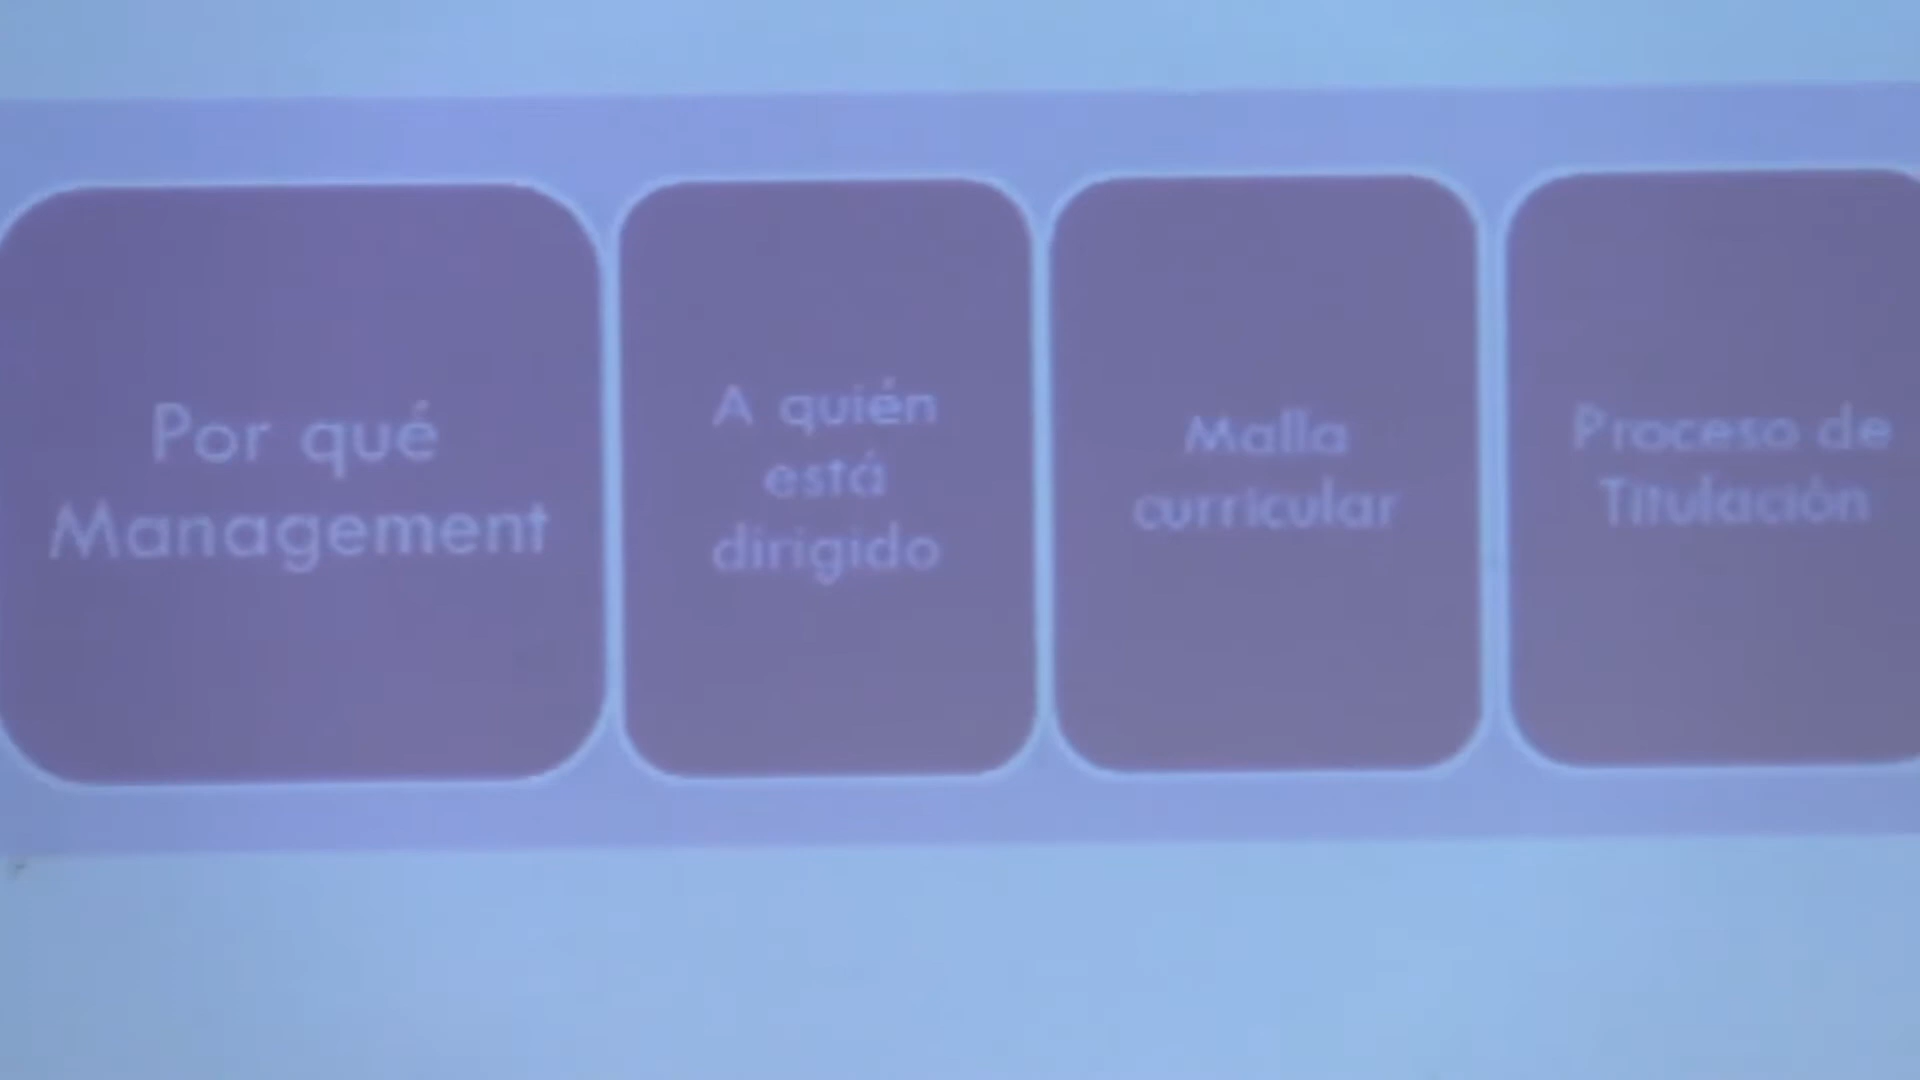 Por qué
Management
A quién
está
dirigido
Malla
curricular
Proceso de
Titulación